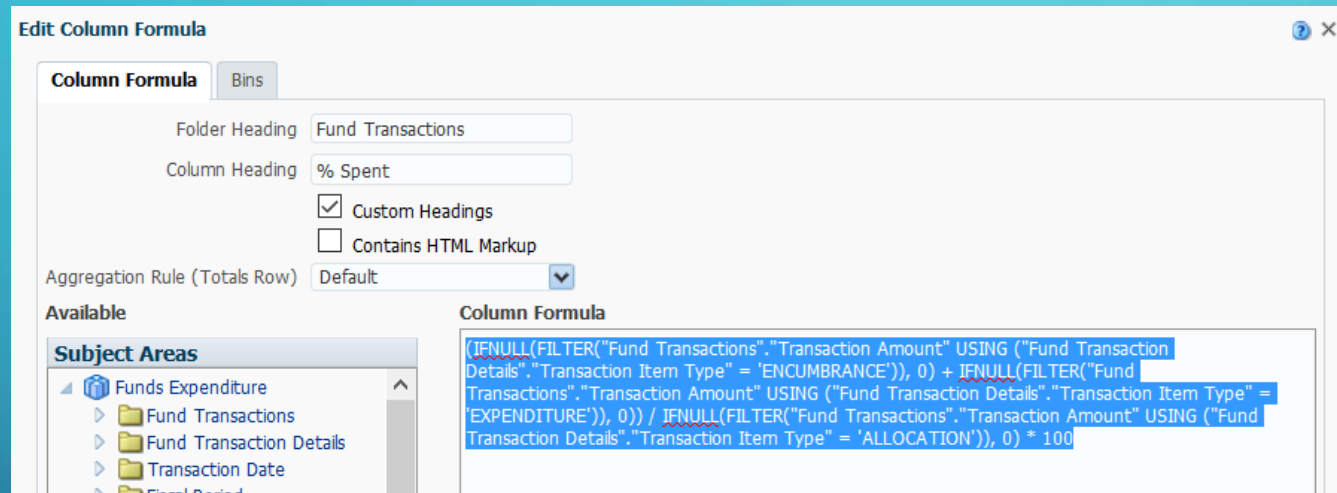 Edit Column Formula
Column Formula
Bins
Folder Heading
Fund Transactions
Column Heading
% Spent
Custom Headings
Contains HTML Markup
Aggregation Rule (Totals Row)
Default
Available
Subject Areas
Funds Expenditure
Fund Transactions
Fund Transaction Details
Transaction Date
Fiscal Period
Column Formula
(IFNULL(FILTER("Fund Transactions"."Transaction Amount" USING ("Fund Transaction
Details"."Transaction Item Type" = 'ENCUMBRANCE')), 0) + IFNULL(FILTER("Fund
Transactions"."Transaction Amount" USING ("Fund Transaction Details"."Transaction Item Type" =
'EXPENDITURE')), 0)) / IFNULL(FILTER("Fund Transactions"."Transaction Amount" USING ("Fund
Transaction Details"."Transaction Item Type" = 'ALLOCATION')), 0) * 100